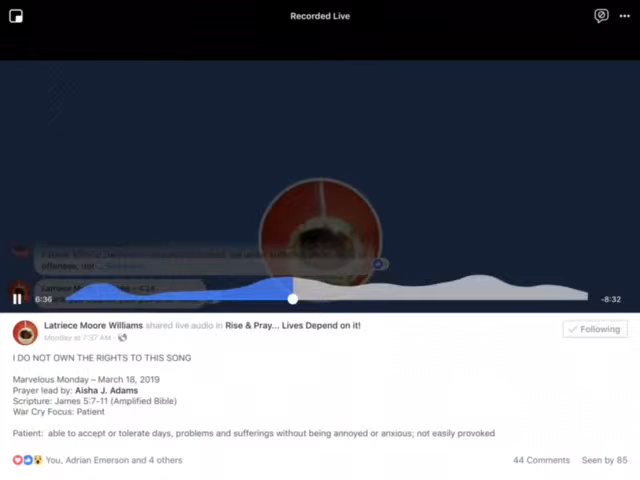 Recorded Live
offender, not ...
6:36
-8:32
Latriece Moore Williams shared live audio in Rise & Pray... Lives Depend on it!
Following
Monday at 7:37 AM
I DO NOT OWN THE RIGHTS TO THIS SONG
Marvelous Monday – March 18, 2019
Prayer lead by: Aisha J. Adams
Scripture: James 5:7-11 (Amplified Bible)
War Cry Focus: Patient
Patient: able to accept or tolerate days, problems and sufferings without being annoyed or anxious; not easily provoked
You, Adrian Emerson and 4 others
44 Comments
Seen by 85